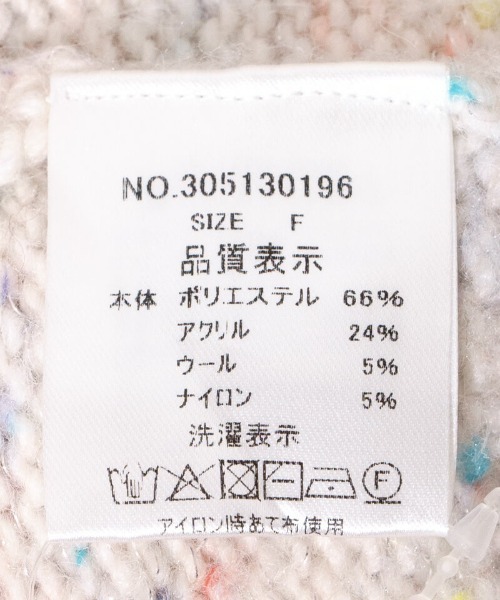 NO.305130196
SIZE F
品質表示
本体 ポリエステル 66%
アクリル 24%
ウール 5%
ナイロン 5%
洗濯表示
F
アイロン時あて布使用